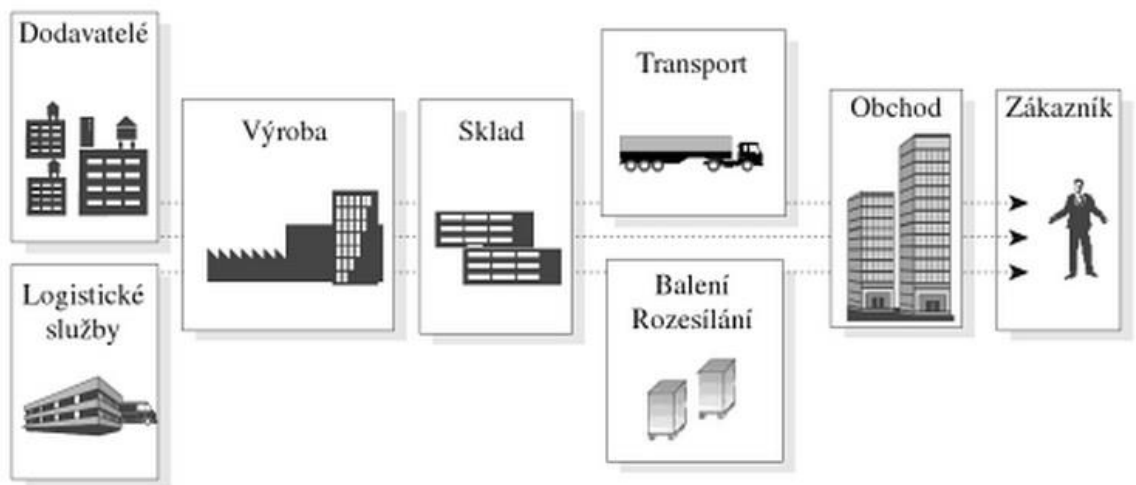 Dodavatelé
Logistické
služby
Výroba
Sklad
Transport
Balení
Rozesílání
Obchod
Zákazník